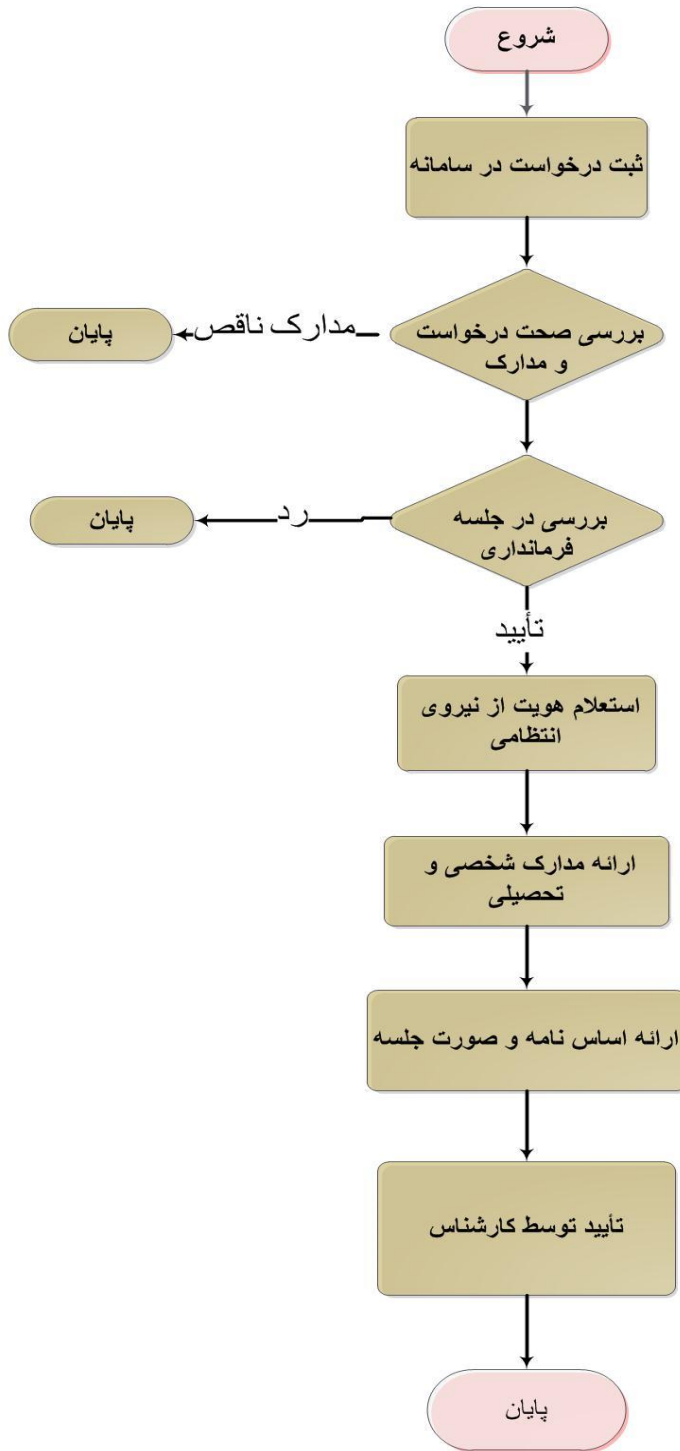 شروع
ثبت درخواست در سامانه
بررسی صحت درخواست
و مدارک
مدارک ناقص
پایان
بررسی در جلسه
فرمانداری
رد
پایان
تأیید
استعلام هویت از نیروی
انتظامی
ارائه مدارک شخصی و
تحصیلی
ارائه اساس نامه و صورت جلسه
تأیید توسط کارشناس
پایان